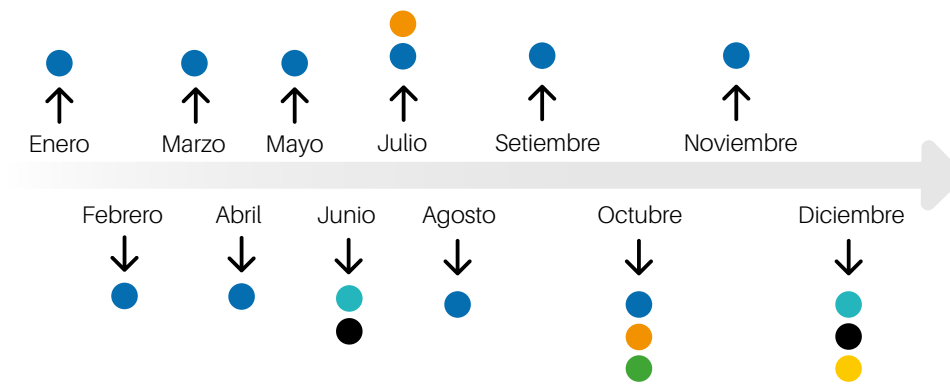 Enero
Marzo
Mayo
Julio
Setiembre
Noviembre
Febrero
Abril
Junio
Agosto
Octubre
Diciembre